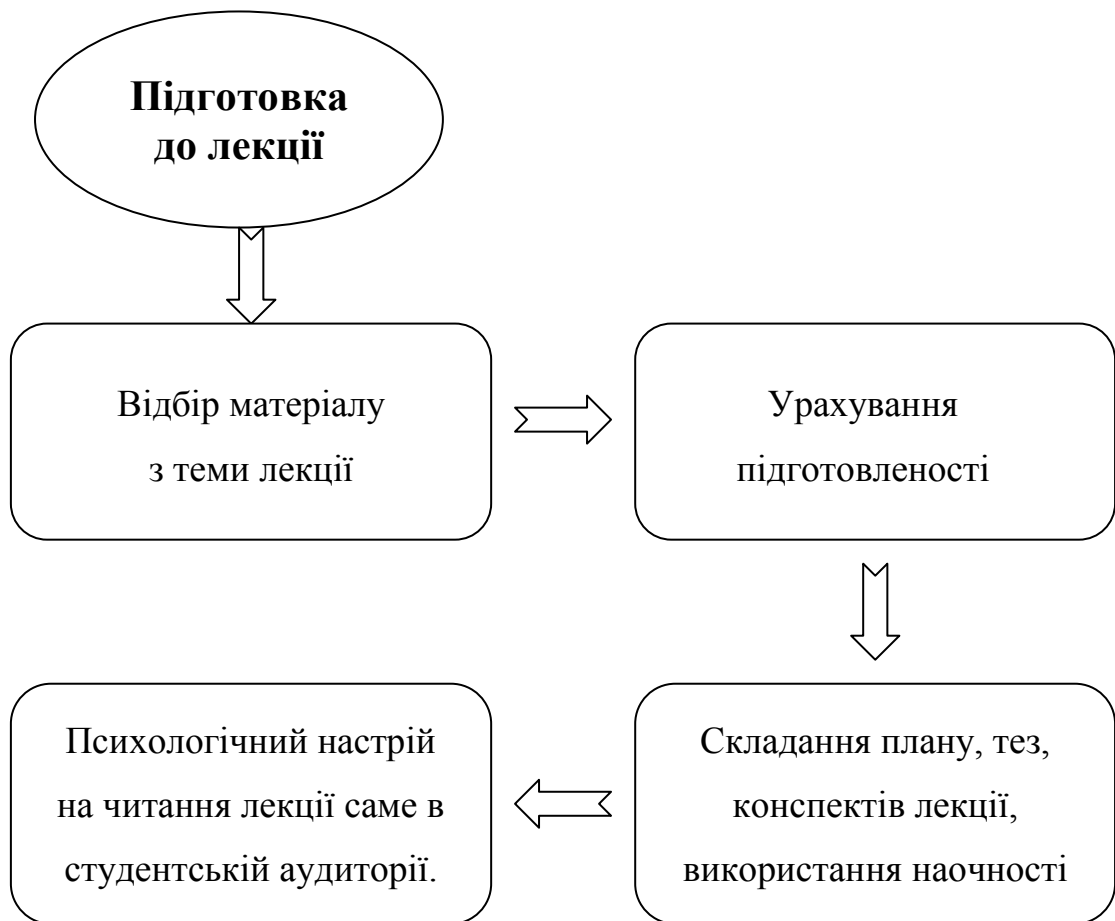 Підготовка
до лекції
Відбір матеріалу
з теми лекції
Урахування
підготовленості
Складання плану, тез,
конспектів лекції,
використання наочності
Психологічний настрій
на читання лекції саме в
студентській аудиторії.